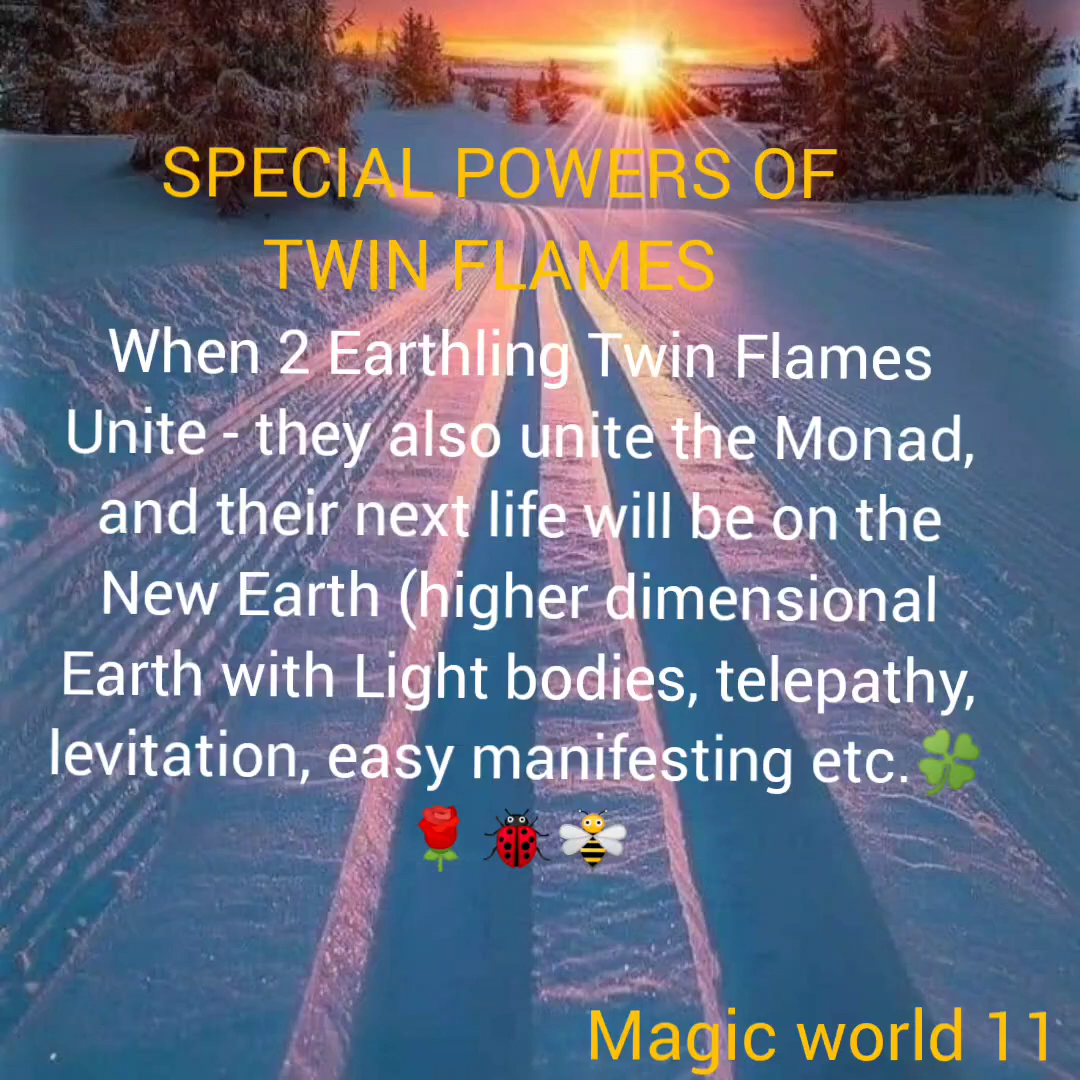 SPECIAL POWERS OF
TWIN FLAMES
When 2 Earthling Twin Flames
Unite - they also unite the Monad,
and their next life will be on the
New Earth (higher dimensional
Earth with Light bodies, telepathy,
levitation, easy manifesting etc.🍀
🌹🐞🐝
Magic world 11